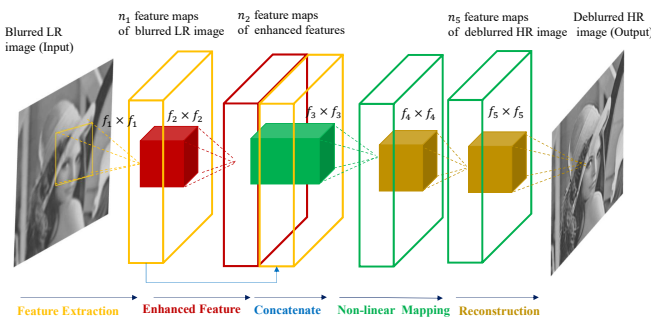 Blurred LR
image (Input)
n₁ feature maps
of blurred LR image
n₂ feature maps
of enhanced features
n₅ feature maps
of deblurred HR image
Deblurred HR
image (Output)
f₁ × f₁
f₂ × f₂
f₃ × f₃
f₄ × f₄
f₅ × f₅
Feature Extraction
Enhanced Feature
Concatenate
Non-linear Mapping
Reconstruction